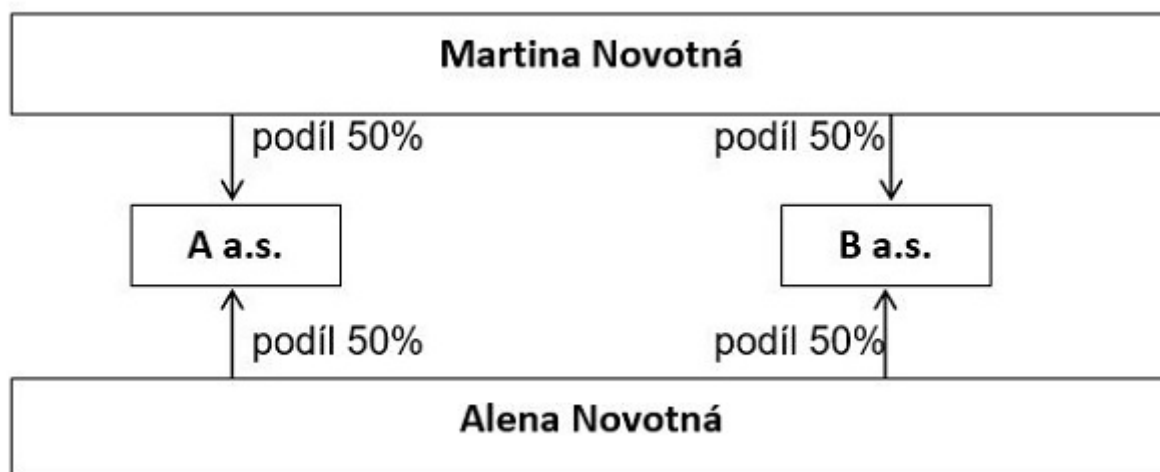 Martina Novotná
podíl 50% podíl 50%
A a.s. B a.s.
podíl 50% podíl 50%
Alena Novotná